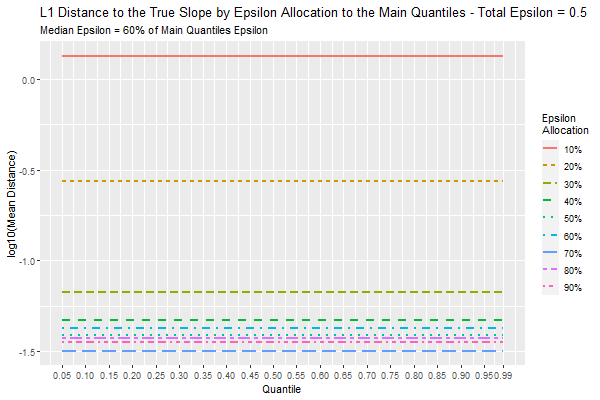 L1 Distance to the True Slope by Epsilon Allocation to the Main Quantiles - Total Epsilon = 0.5
Median Epsilon = 60% of Main Quantiles Epsilon
log10(Mean Distance)
0.0
-0.5
-1.0
-1.5
0.05 0.10 0.15 0.20 0.25 0.30 0.35 0.40 0.45 0.50 0.55 0.60 0.65 0.70 0.75 0.80 0.85 0.90 0.95 0.99
Quantile
Epsilon
Allocation
10%
20%
30%
40%
50%
60%
70%
80%
90%